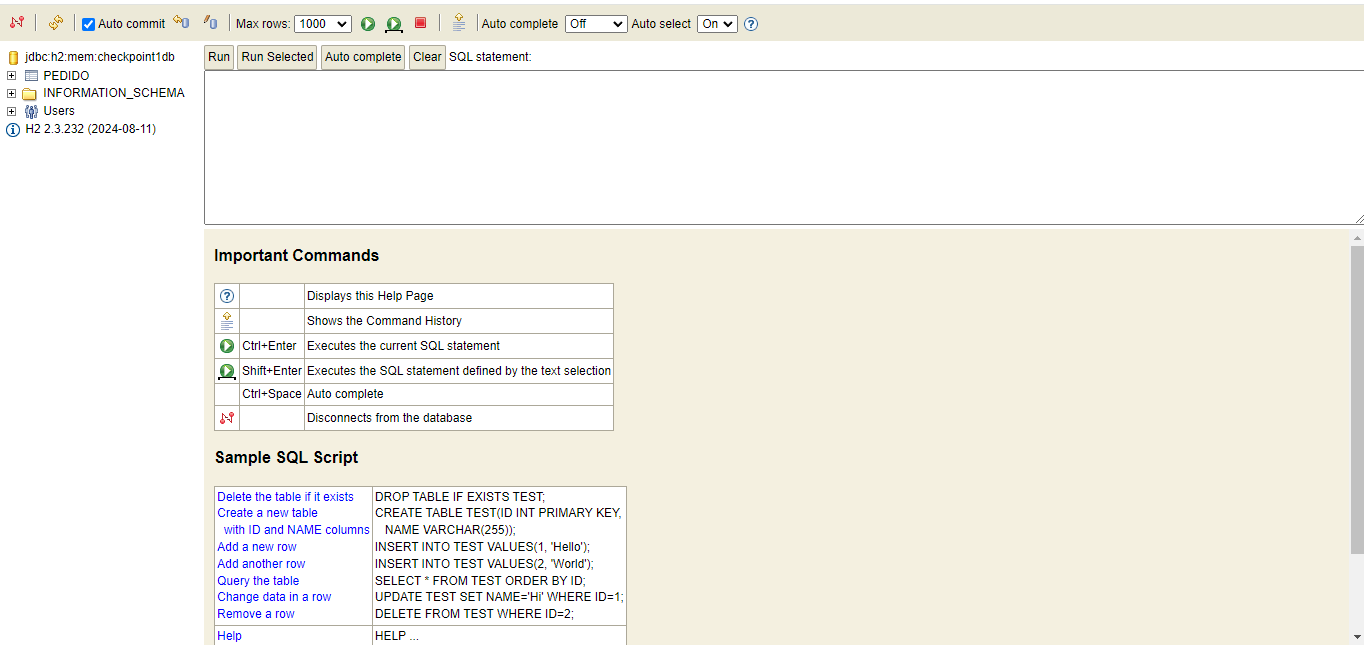 Auto commit Max rows: 1000 Auto complete Off Auto select On
jdbc:h2:mem:checkpoint1db
PEDIDO
INFORMATION_SCHEMA
Users
H2 2.3.232 (2024-08-11)
Run Run Selected Auto complete Clear SQL statement:
Important Commands
Displays this Help Page
Shows the Command History
Ctrl+Enter Executes the current SQL statement
Shift+Enter Executes the SQL statement defined by the text selection
Ctrl+Space Auto complete
Disconnects from the database
Sample SQL Script
Delete the table if it exists DROP TABLE IF EXISTS TEST;
Create a new table CREATE TABLE TEST(ID INT PRIMARY KEY,
with ID and NAME columns NAME VARCHAR(255));
Add a new row INSERT INTO TEST VALUES(1, 'Hello');
Add another row INSERT INTO TEST VALUES(2, 'World');
Query the table SELECT * FROM TEST ORDER BY ID;
Change data in a row UPDATE TEST SET NAME='Hi' WHERE ID=1;
Remove a row DELETE FROM TEST WHERE ID=2;
Help HELP ...